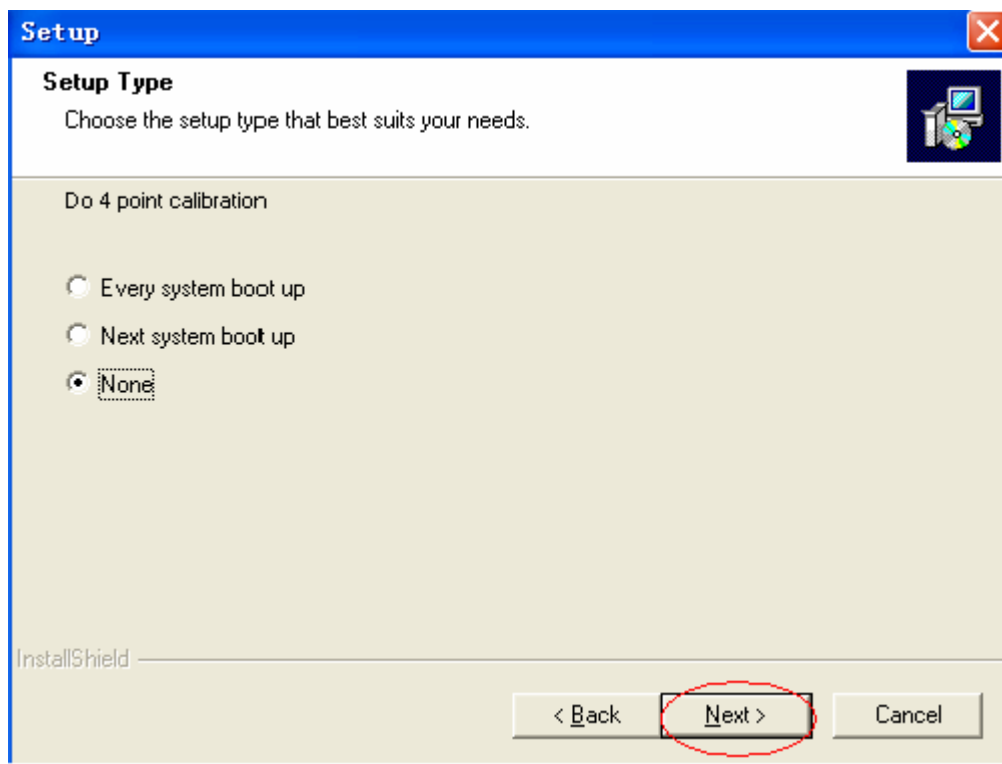 Setup
Setup Type
Choose the setup type that best suits your needs.
Do 4 point calibration
Every system boot up
Next system boot up
None
InstallShield
< Back Next > Cancel